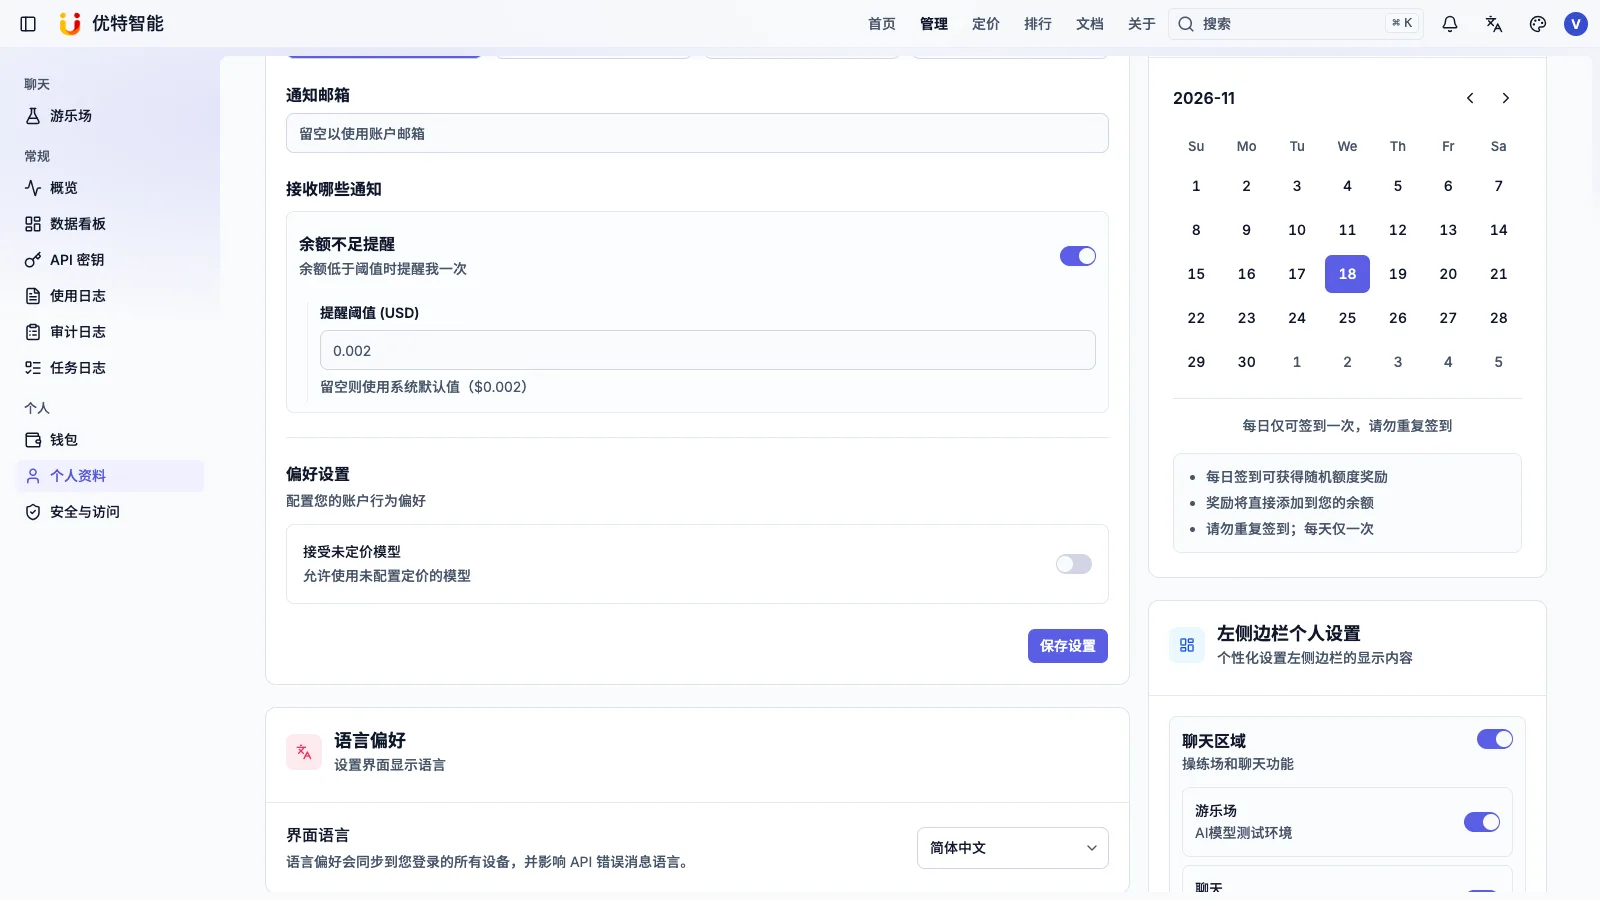 优特智能
首页
管理
定价
排行
文档
关于
搜索
⌘ K
V
聊天
游乐场
常规
概览
数据看板
API 密钥
使用日志
审计日志
任务日志
个人
钱包
个人资料
安全与访问
通知邮箱
留空以使用账户邮箱
接收哪些通知
余额不足提醒
余额低于阈值时提醒我一次
提醒阈值 (USD)
0.002
留空则使用系统默认值（$0.002）
偏好设置
配置您的账户行为偏好
接受未定价模型
允许使用未配置定价的模型
保存设置
语言偏好
设置界面显示语言
界面语言
语言偏好会同步到您登录的所有设备，并影响 API 错误消息语言。
简体中文
2026-11
Su Mo Tu We Th Fr Sa
1 2 3 4 5 6 7
8 9 10 11 12 13 14
15 16 17 18 19 20 21
22 23 24 25 26 27 28
29 30 1 2 3 4 5
每日仅可签到一次，请勿重复签到
• 每日签到可获得随机额度奖励
• 奖励将直接添加到您的余额
• 请勿重复签到；每天仅一次
左侧边栏个人设置
个性化设置左侧边栏的显示内容
聊天区域
操练场和聊天功能
游乐场
AI模型测试环境
聊天